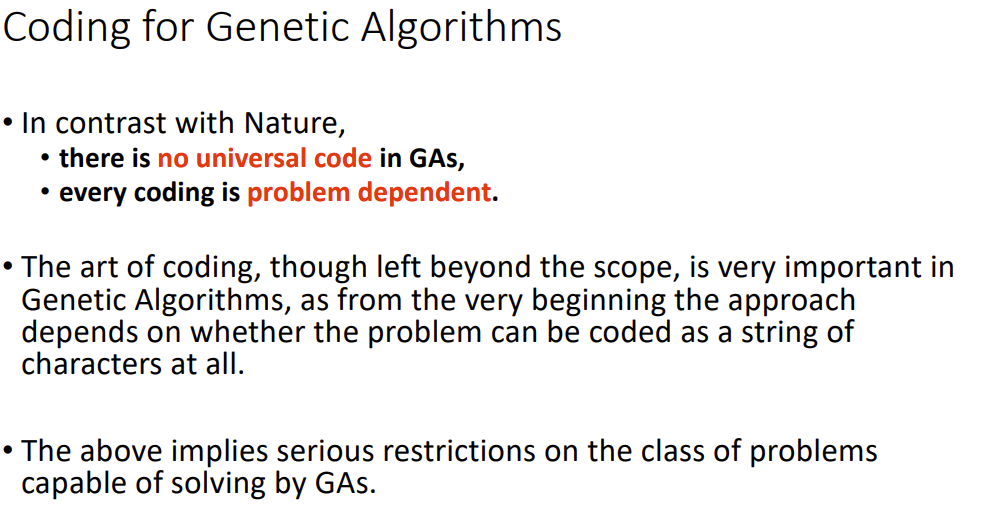 Coding for Genetic Algorithms
• In contrast with Nature,
• there is no universal code in GAs,
• every coding is problem dependent.
• The art of coding, though left beyond the scope, is very important in
Genetic Algorithms, as from the very beginning the approach
depends on whether the problem can be coded as a string of
characters at all.
• The above implies serious restrictions on the class of problems
capable of solving by GAs.